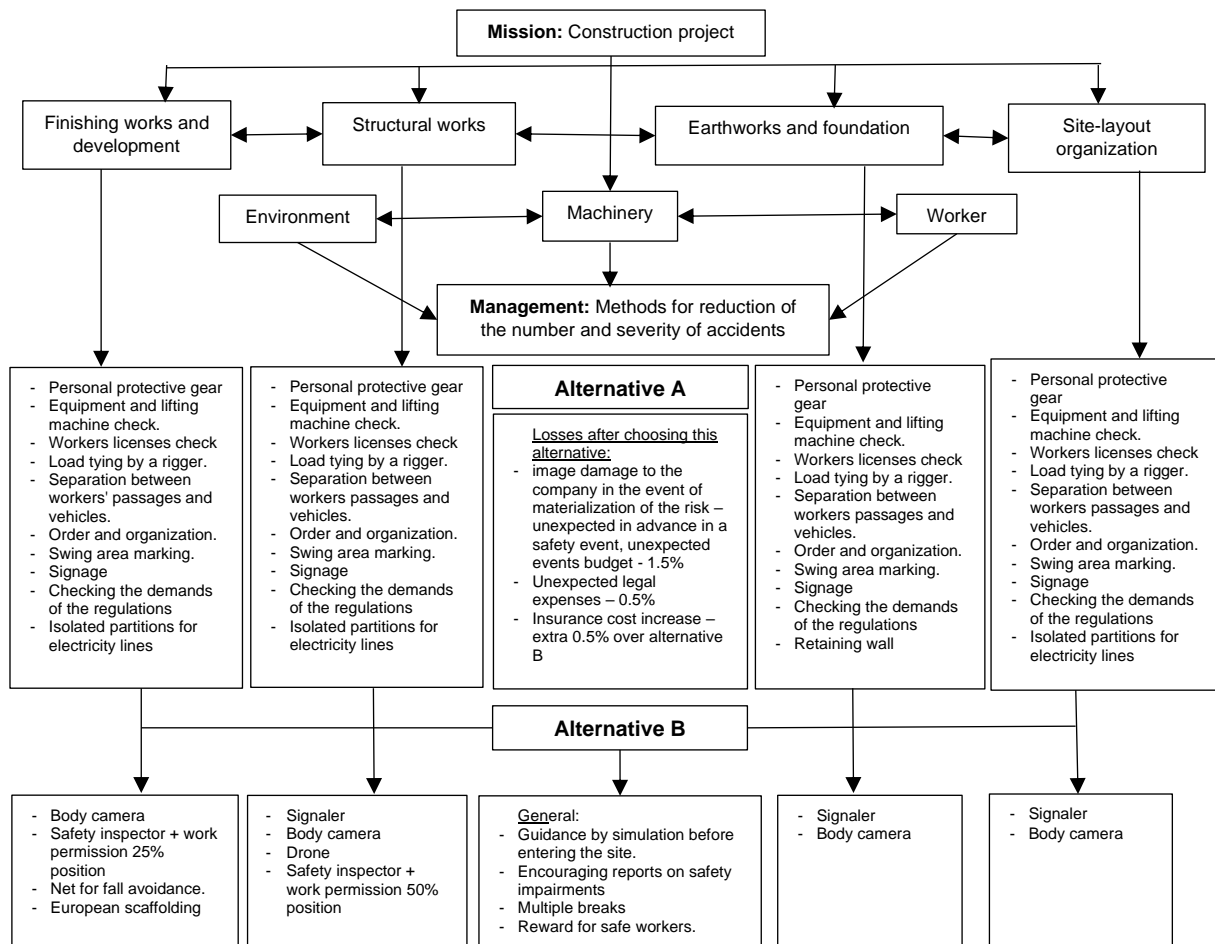 Mission: Construction project
Finishing works and
development
Structural works
Earthworks and foundation
Site-layout
organization
Environment
Machinery
Worker
Management: Methods for reduction of
the number and severity of accidents
- Personal protective gear
- Equipment and lifting
machine check.
- Workers licenses check
- Load tying by a rigger.
- Separation between
workers' passages and
vehicles.
- Order and organization.
- Swing area marking.
- Signage
- Checking the demands
of the regulations
- Isolated partitions for
electricity lines
- Personal protective gear
- Equipment and lifting
machine check.
- Workers licenses check
- Load tying by a rigger.
- Separation between
workers passages and
vehicles.
- Order and organization.
- Swing area marking.
- Signage
- Checking the demands
of the regulations
- Isolated partitions for
electricity lines
Alternative A
Losses after choosing this
alternative:
- image damage to the
company in the event of
materialization of the risk –
unexpected in advance in a
safety event, unexpected
events budget - 1.5%
- Unexpected legal
expenses – 0.5%
- Insurance cost increase –
extra 0.5% over alternative
B
- Personal protective
gear
- Equipment and lifting
machine check.
- Workers licenses check
- Load tying by a rigger.
- Separation between
workers passages and
vehicles.
- Order and organization.
- Swing area marking.
- Signage
- Checking the demands
of the regulations
- Retaining wall
- Personal protective
gear
- Equipment and lifting
machine check.
- Workers licenses check
- Load tying by a rigger.
- Separation between
workers passages and
vehicles.
- Order and organization.
- Swing area marking.
- Signage
- Checking the demands
of the regulations
- Isolated partitions for
electricity lines
Alternative B
- Body camera
- Safety inspector + work
permission 25%
position
- Net for fall avoidance.
- European scaffolding
- Signaler
- Body camera
- Drone
- Safety inspector +
work permission 50%
position
General:
- Guidance by simulation before
entering the site.
- Encouraging reports on safety
impairments
- Multiple breaks
- Reward for safe workers.
- Signaler
- Body camera
- Signaler
- Body camera